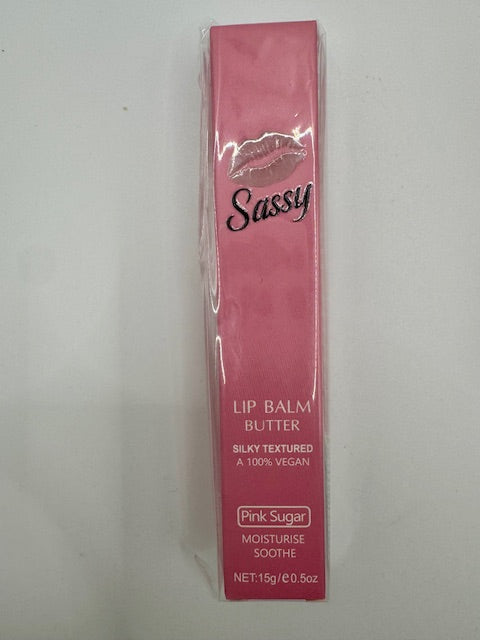 Sassy
LIP BALM
BUTTER
SILKY TEXTURED
A 100% VEGAN
Pink Sugar
MOISTURISE
SOOTHE
NET:15g/℮0.5oz